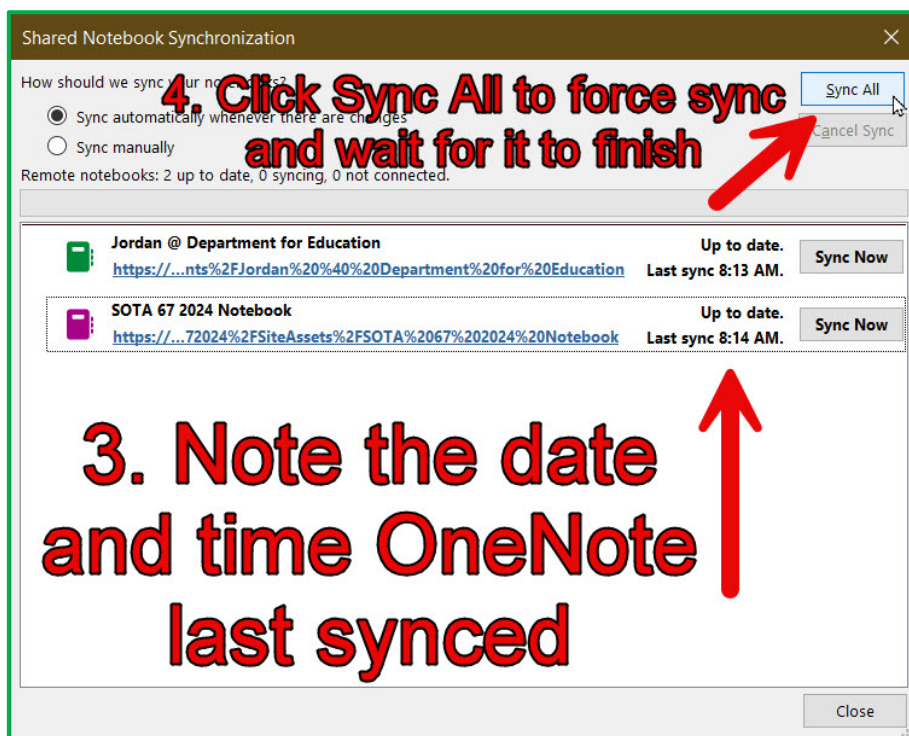 Shared Notebook Synchronization
How should we sync your notebooks?
4. Click Sync All to force sync
and wait for it to finish
Sync All
Sync automatically whenever there are changes
Cancel Sync
Sync manually
Remote notebooks: 2 up to date, 0 syncing, 0 not connected.
Jordan @ Department for Education
Up to date.
https://...nts%2FJordan%20%40%20Department%20for%20Education
Last sync 8:13 AM.
Sync Now
SOTA 67 2024 Notebook
Up to date.
https://...72024%2FSiteAssets%2FSOTA%2067%202024%20Notebook
Last sync 8:14 AM.
Sync Now
3. Note the date
and time OneNote
last synced
Close